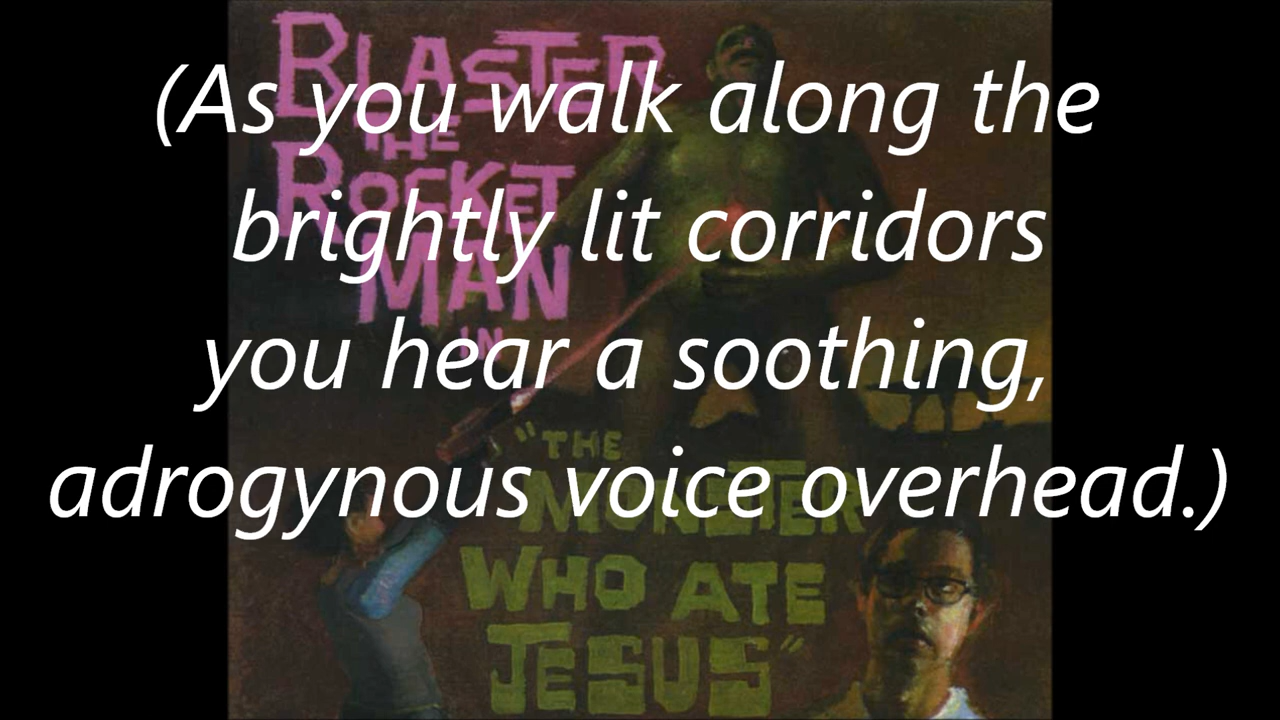 (As you walk along the
brightly lit corridors
you hear a soothing,
adrogynous voice overhead.)
BLASTER
THE
ROCKET
MAN
IN
"THE
MONSTER
WHO ATE
JESUS"